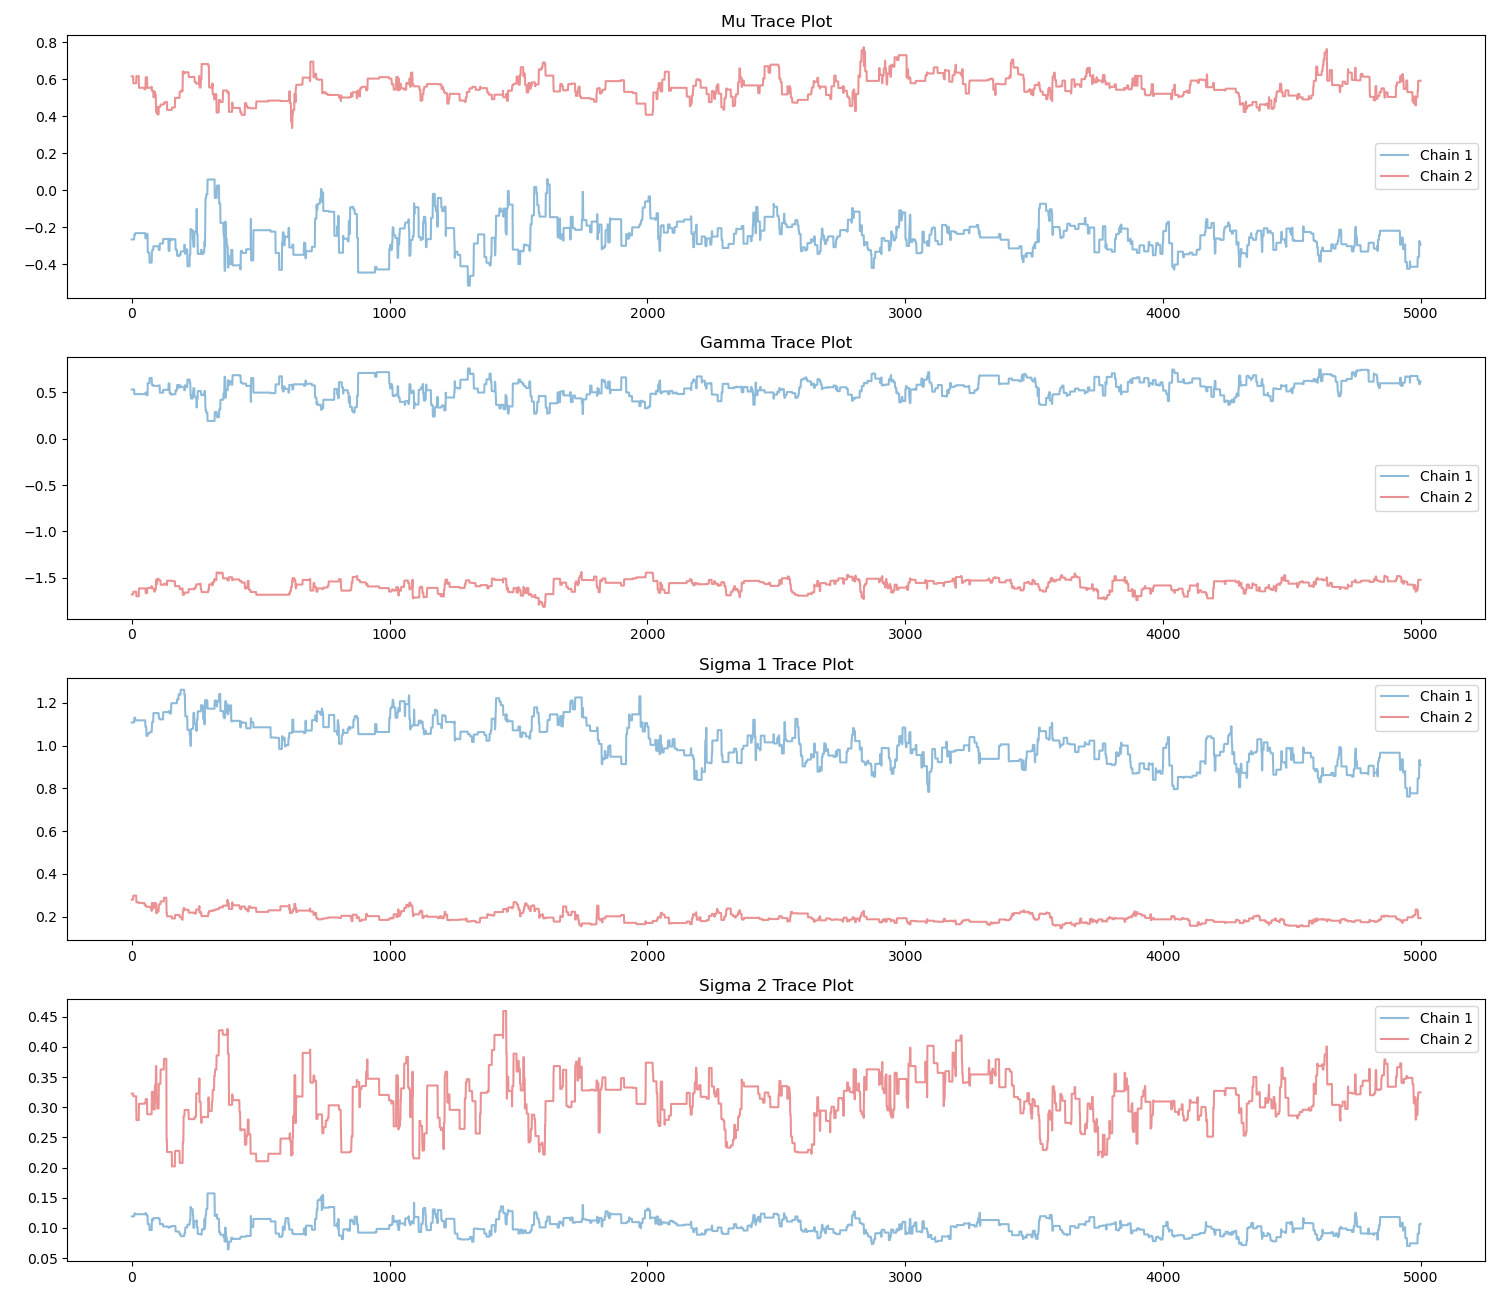 Mu Trace Plot
0.8
0.6
0.4
0.2
0.0
−0.2
−0.4
Chain 1
Chain 2
0 1000 2000 3000 4000 5000
Gamma Trace Plot
0.5
0.0
−0.5
−1.0
−1.5
Chain 1
Chain 2
0 1000 2000 3000 4000 5000
Sigma 1 Trace Plot
1.2
1.0
0.8
0.6
0.4
0.2
Chain 1
Chain 2
0 1000 2000 3000 4000 5000
Sigma 2 Trace Plot
0.45
0.40
0.35
0.30
0.25
0.20
0.15
0.10
0.05
Chain 1
Chain 2
0 1000 2000 3000 4000 5000